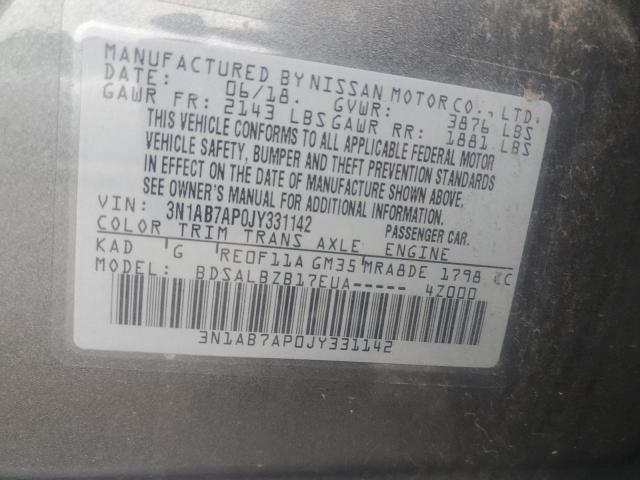 MANUFACTURED BY NISSAN MOTOR CO., LTD.
DATE: 06/18. GVWR: 3876 LBS
GAWR FR: 2143 LBS GAWR RR: 1881 LBS
THIS VEHICLE CONFORMS TO ALL APPLICABLE FEDERAL MOTOR
VEHICLE SAFETY, BUMPER AND THEFT PREVENTION STANDARDS
IN EFFECT ON THE DATE OF MANUFACTURE SHOWN ABOVE.
SEE OWNER'S MANUAL FOR ADDITIONAL INFORMATION.
VIN: 3N1AB7AP0JY331142 PASSENGER CAR.
COLOR TRIM TRANS AXLE ENGINE
KAD G RE0F11A GM35 MRA8DE 1798 CC
MODEL: BDSALBZB17EUA----- 4Z000
3N1AB7AP0JY331142